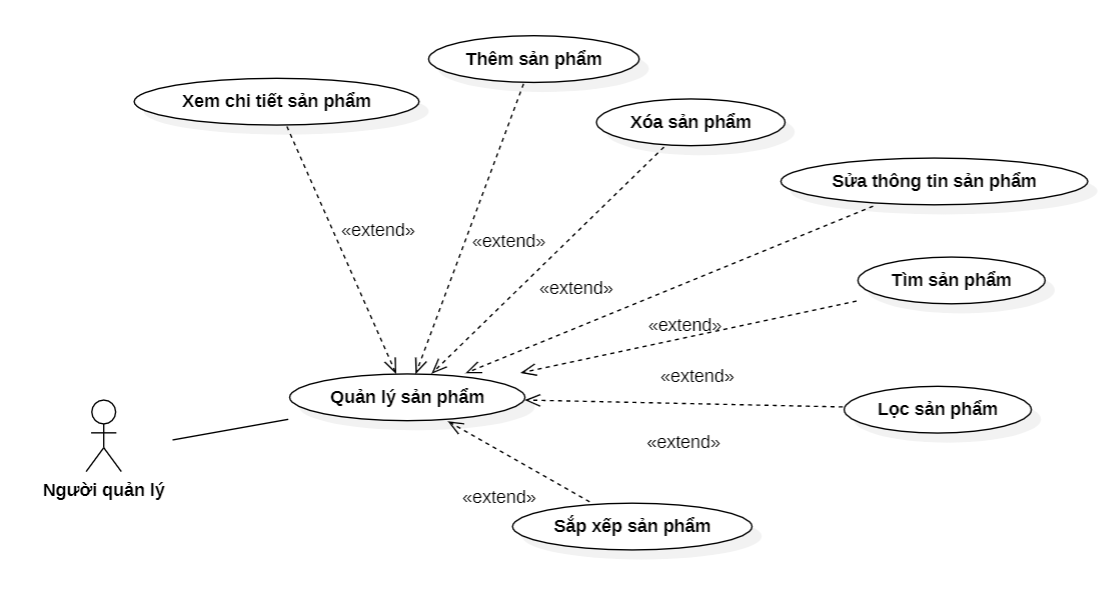 Thêm sản phẩm
Xem chi tiết sản phẩm
Xóa sản phẩm
Sửa thông tin sản phẩm
«extend»
«extend»
Tìm sản phẩm
«extend»
«extend»
«extend»
Quản lý sản phẩm
Lọc sản phẩm
«extend»
Người quản lý
«extend»
Sắp xếp sản phẩm